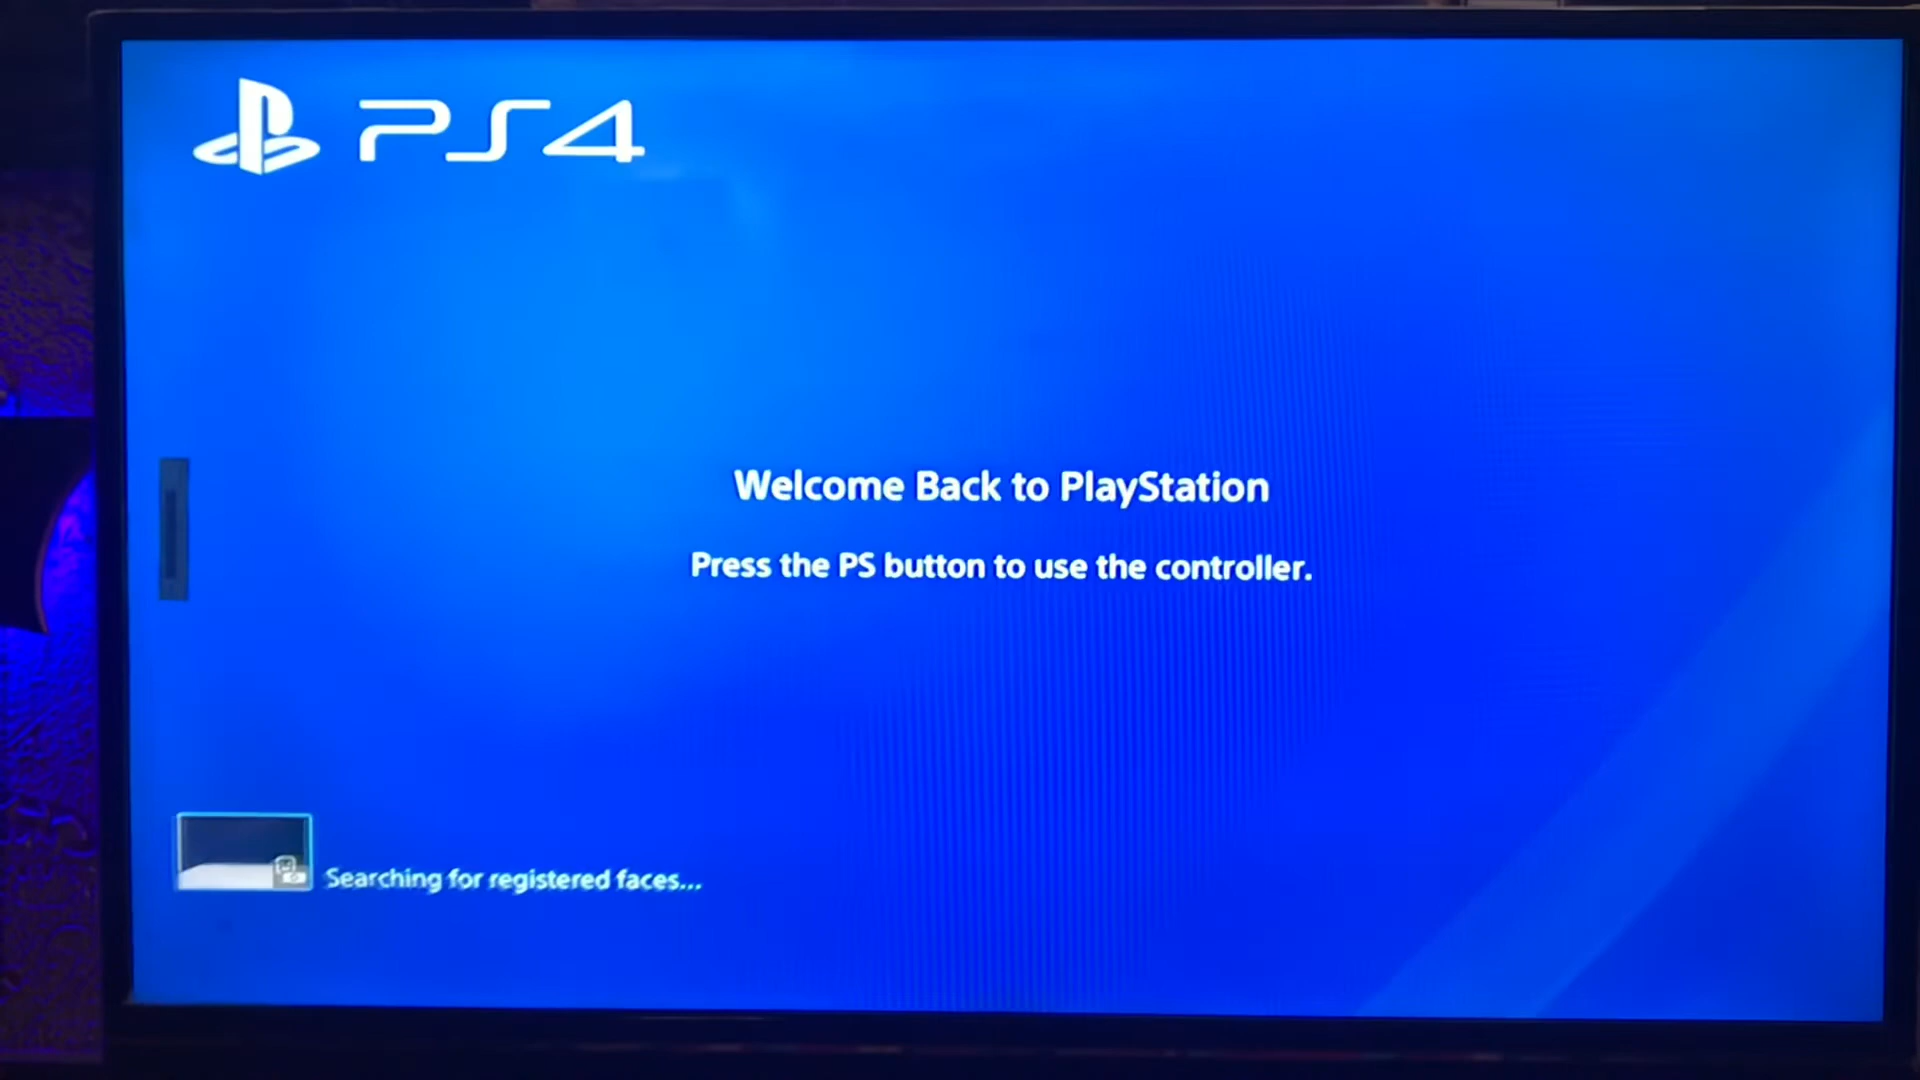 PS4
Welcome Back to PlayStation
Press the PS button to use the controller.
Searching for registered faces...